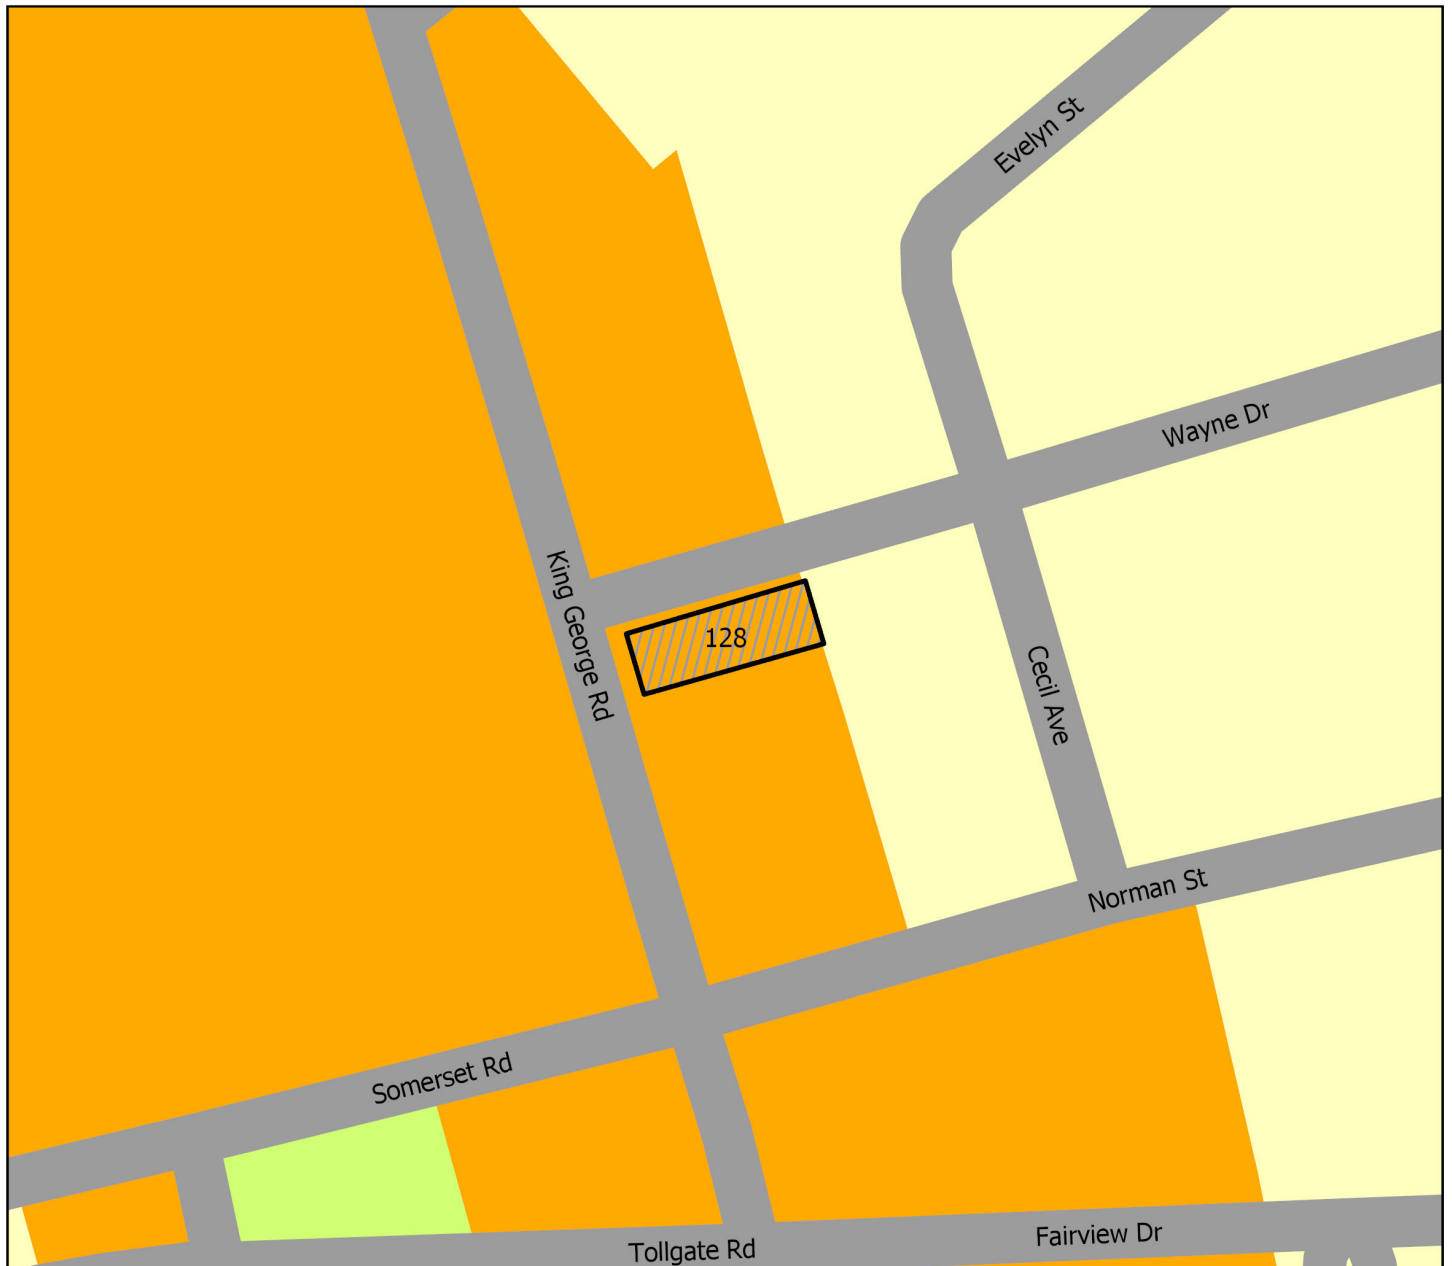 Evelyn St
Wayne Dr
King George Rd
128
Cecil Ave
Norman St
Somerset Rd
Fairview Dr
Tollgate Rd